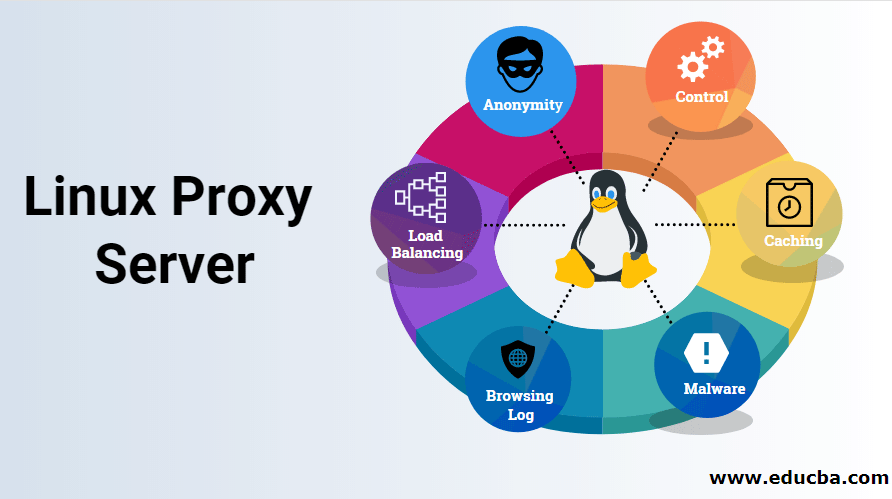 Linux Proxy
Server
Anonymity
Control
Load
Balancing
Caching
Browsing
Log
Malware
www.educba.com